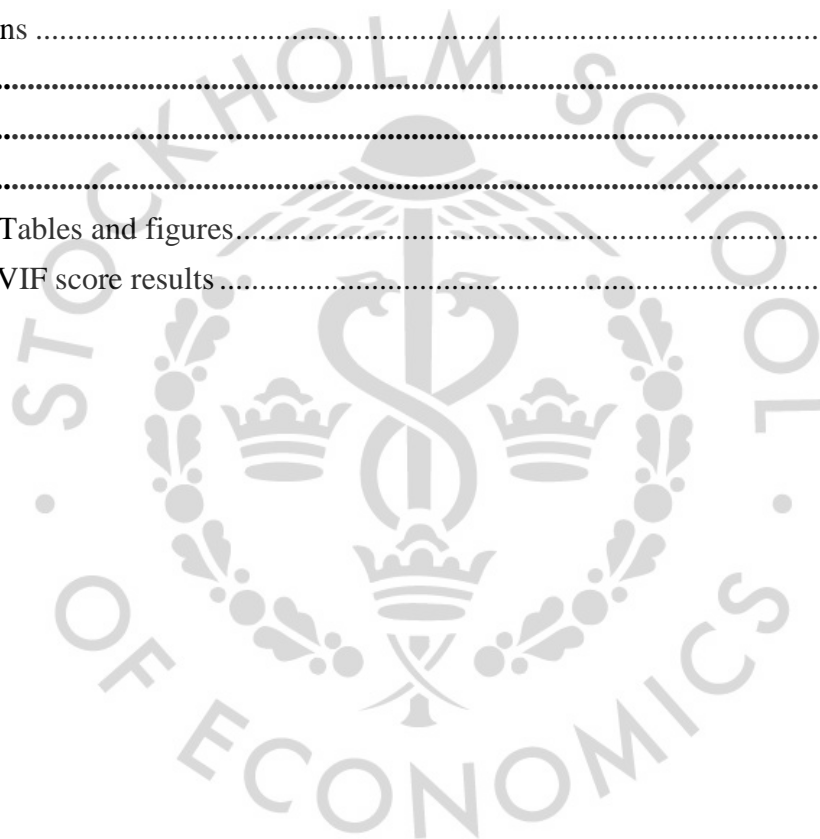 ns ................................................................................................
................................................................................................
................................................................................................
................................................................................................
Tables and figures................................................................................
VIF score results ................................................................................
STOCKHOLM SCHOOL
OF ECONOMICS